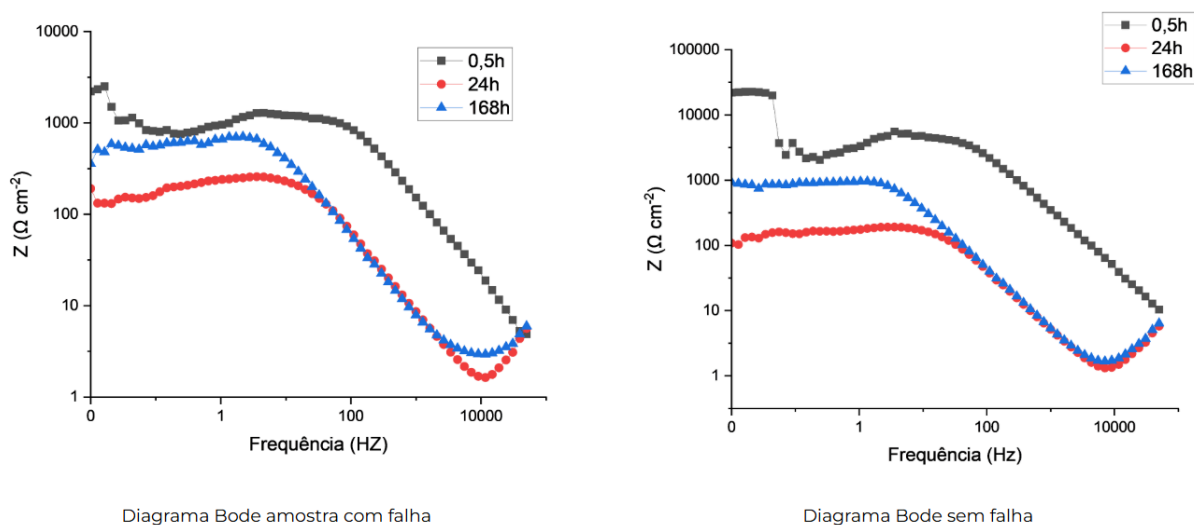 10000
1000
100
10
1
Z (Ω cm⁻²)
0
1
100
10000
Frequência (HZ)
0,5h
24h
168h
Diagrama Bode amostra com falha
100000
10000
1000
100
10
1
Z (Ω cm⁻²)
0
1
100
10000
Frequência (Hz)
0,5h
24h
168h
Diagrama Bode sem falha